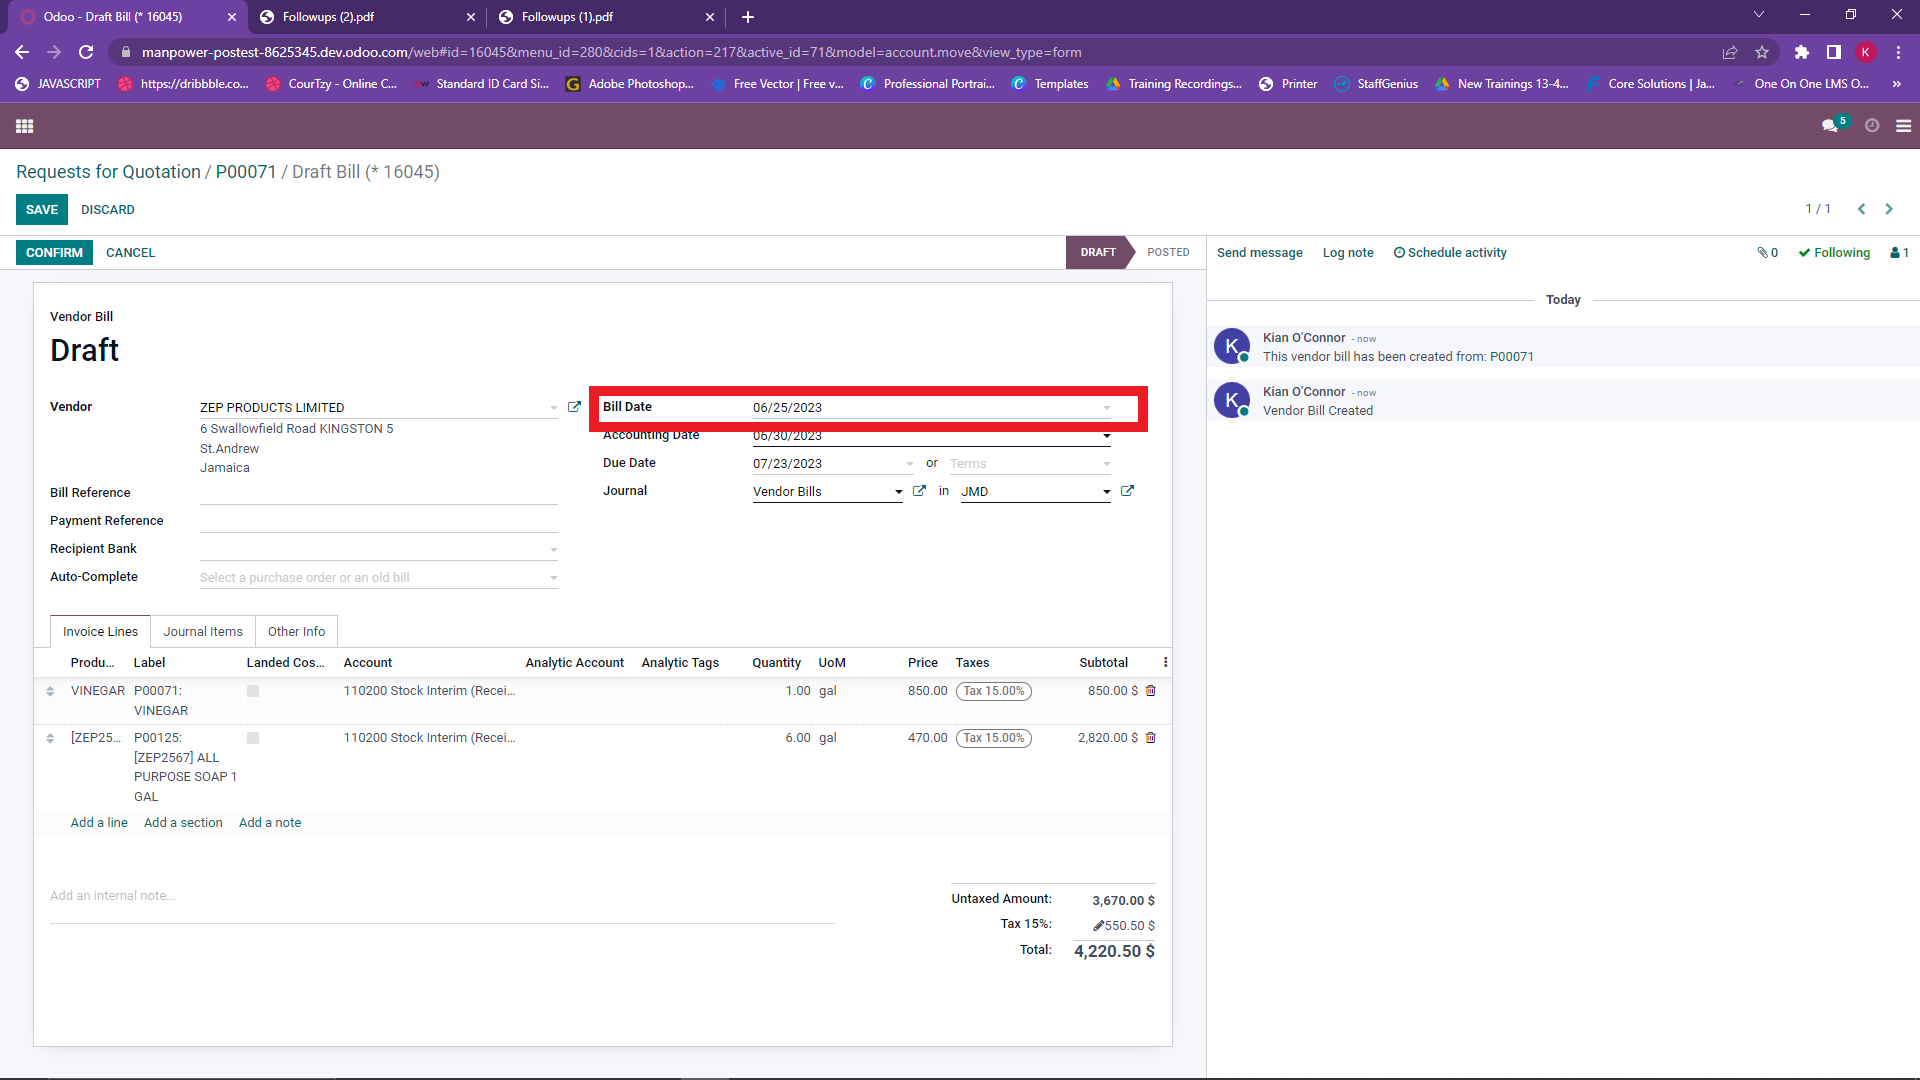 Odoo - Draft Bill (* 16045)
Followups (2).pdf
Followups (1).pdf
manpower-postest-8625345.dev.odoo.com/web#id=16045&menu_id=280&cids=1&action=217&active_id=71&model=account.move&view_type=form
K
JAVASCRIPT
https://dribbble.co...
CourTzy - Online C...
Standard ID Card Si...
Adobe Photoshop...
Free Vector | Free v...
Professional Portrai...
Templates
Training Recordings...
Printer
StaffGenius
New Trainings 13-4...
Core Solutions | Ja...
One On One LMS O...
»
5
Requests for Quotation / P00071 / Draft Bill (* 16045)
SAVE DISCARD
1 / 1
CONFIRM CANCEL
DRAFT POSTED
Send message Log note Schedule activity
0 Following 1
Today
K
Kian O'Connor - now
This vendor bill has been created from: P00071
K
Kian O'Connor - now
Vendor Bill Created
Vendor Bill
Draft
Vendor ZEP PRODUCTS LIMITED
6 Swallowfield Road KINGSTON 5
St.Andrew
Jamaica
Bill Reference
Payment Reference
Recipient Bank
Auto-Complete Select a purchase order or an old bill
Bill Date 06/25/2023
Accounting Date 06/30/2023
Due Date 07/23/2023 or Terms
Journal Vendor Bills in JMD
Invoice Lines Journal Items Other Info
Produ... Label Landed Cos... Account Analytic Account Analytic Tags Quantity UoM Price Taxes Subtotal
VINEGAR P00071: 110200 Stock Interim (Recei... 1.00 gal 850.00 Tax 15.00% 850.00 $
VINEGAR
[ZEP25... P00125: 110200 Stock Interim (Recei... 6.00 gal 470.00 Tax 15.00% 2,820.00 $
[ZEP2567] ALL
PURPOSE SOAP 1
GAL
Add a line Add a section Add a note
Add an internal note...
Untaxed Amount: 3,670.00 $
Tax 15%: 550.50 $
Total: 4,220.50 $